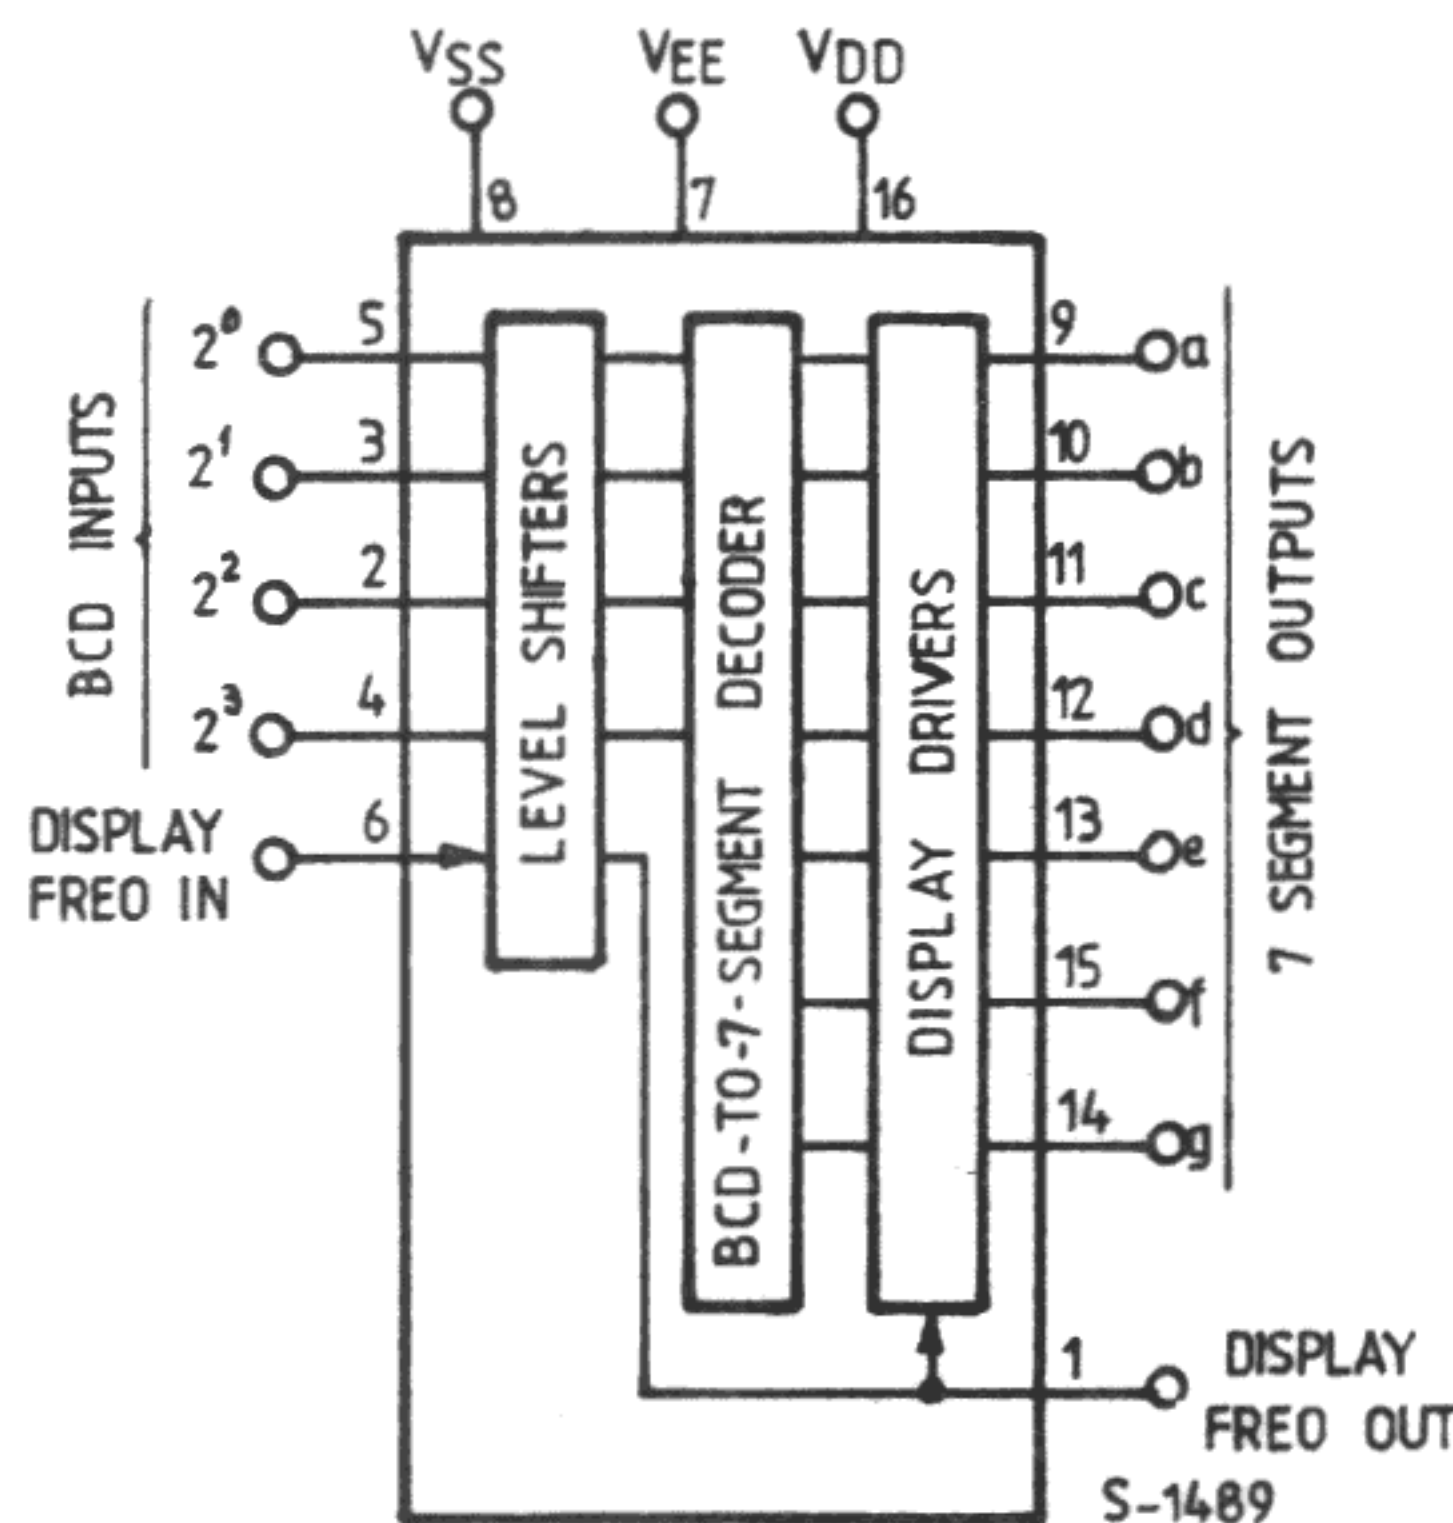 VSS VEE VDD
8 7 16
BCD INPUTS
2⁰ 5
2¹ 3
2² 2
2³ 4
DISPLAY
FREO IN
6
LEVEL SHIFTERS
BCD-TO-7-SEGMENT DECODER
DISPLAY DRIVERS
9 a
10 b
11 c
12 d
13 e
15 f
14 g
7 SEGMENT OUTPUTS
1
DISPLAY
FREO OUT
S-1489